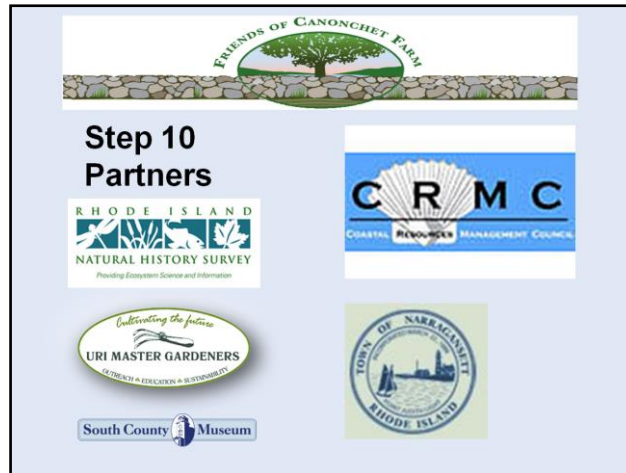 FRIENDS OF CANONCHET FARM
Step 10
Partners
RHODE ISLAND
NATURAL HISTORY SURVEY
Providing Ecosystem Science and Information
Cultivating the future
URI MASTER GARDENERS
OUTREACH EDUCATION SUSTAINABILITY
South County Museum
CRMC
COASTAL RESOURCES MANAGEMENT COUNCIL
TOWN OF NARRAGANSETT
RHODE ISLAND